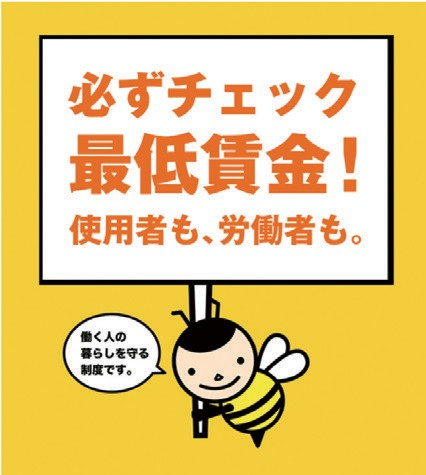 必ずチェック
最低賃金！
使用者も、労働者も。
働く人の
暮らしを守る
制度です。